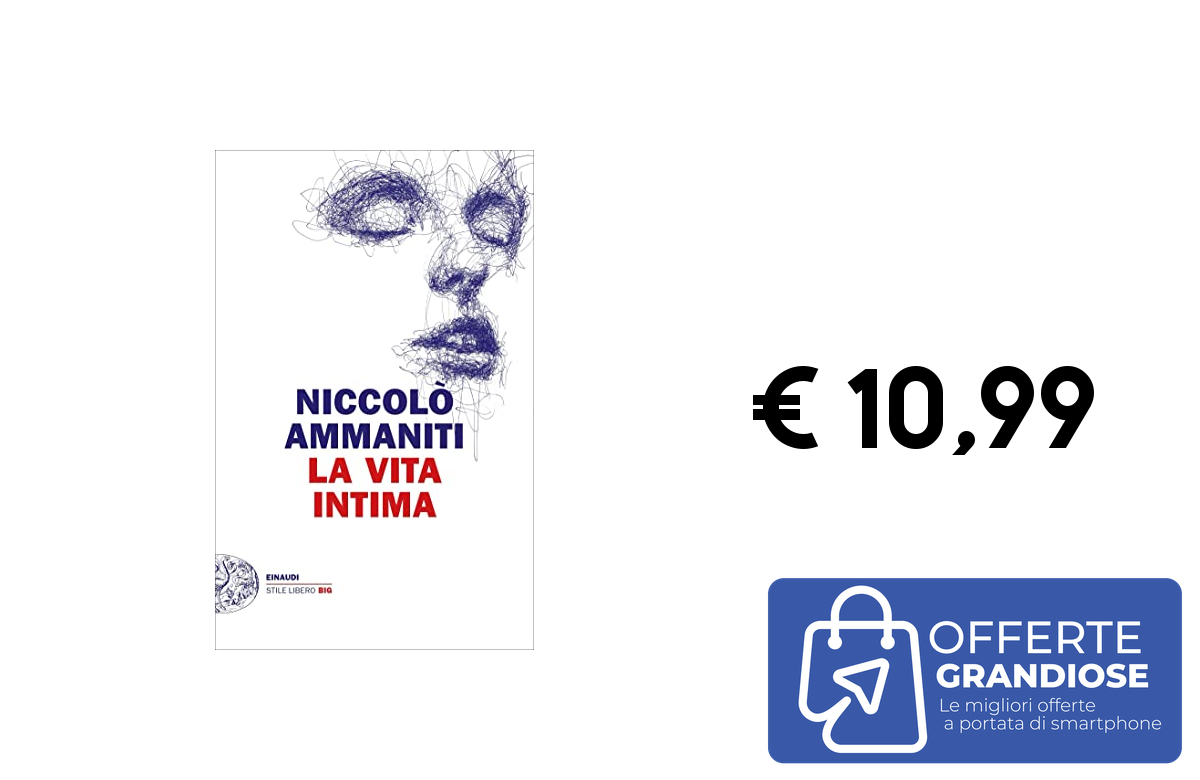 NICCOLÒ
AMMANITI
LA VITA
INTIMA
EINAUDI
STILE LIBERO BIG
€ 10,99
OFFERTE
GRANDIOSE
Le migliori offerte
a portata di smartphone